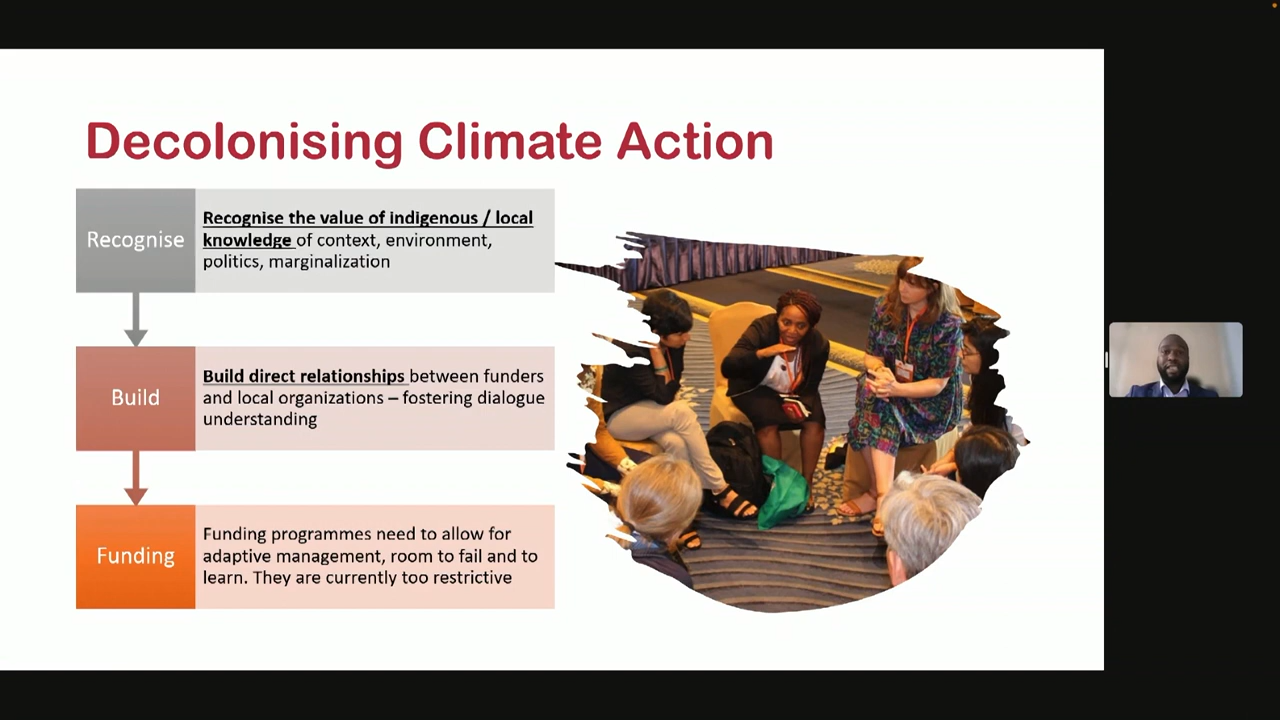 Decolonising Climate Action
Recognise
Recognise the value of indigenous / local
knowledge of context, environment,
politics, marginalization
Build
Build direct relationships between funders
and local organizations – fostering dialogue
understanding
Funding
Funding programmes need to allow for
adaptive management, room to fail and to
learn. They are currently too restrictive